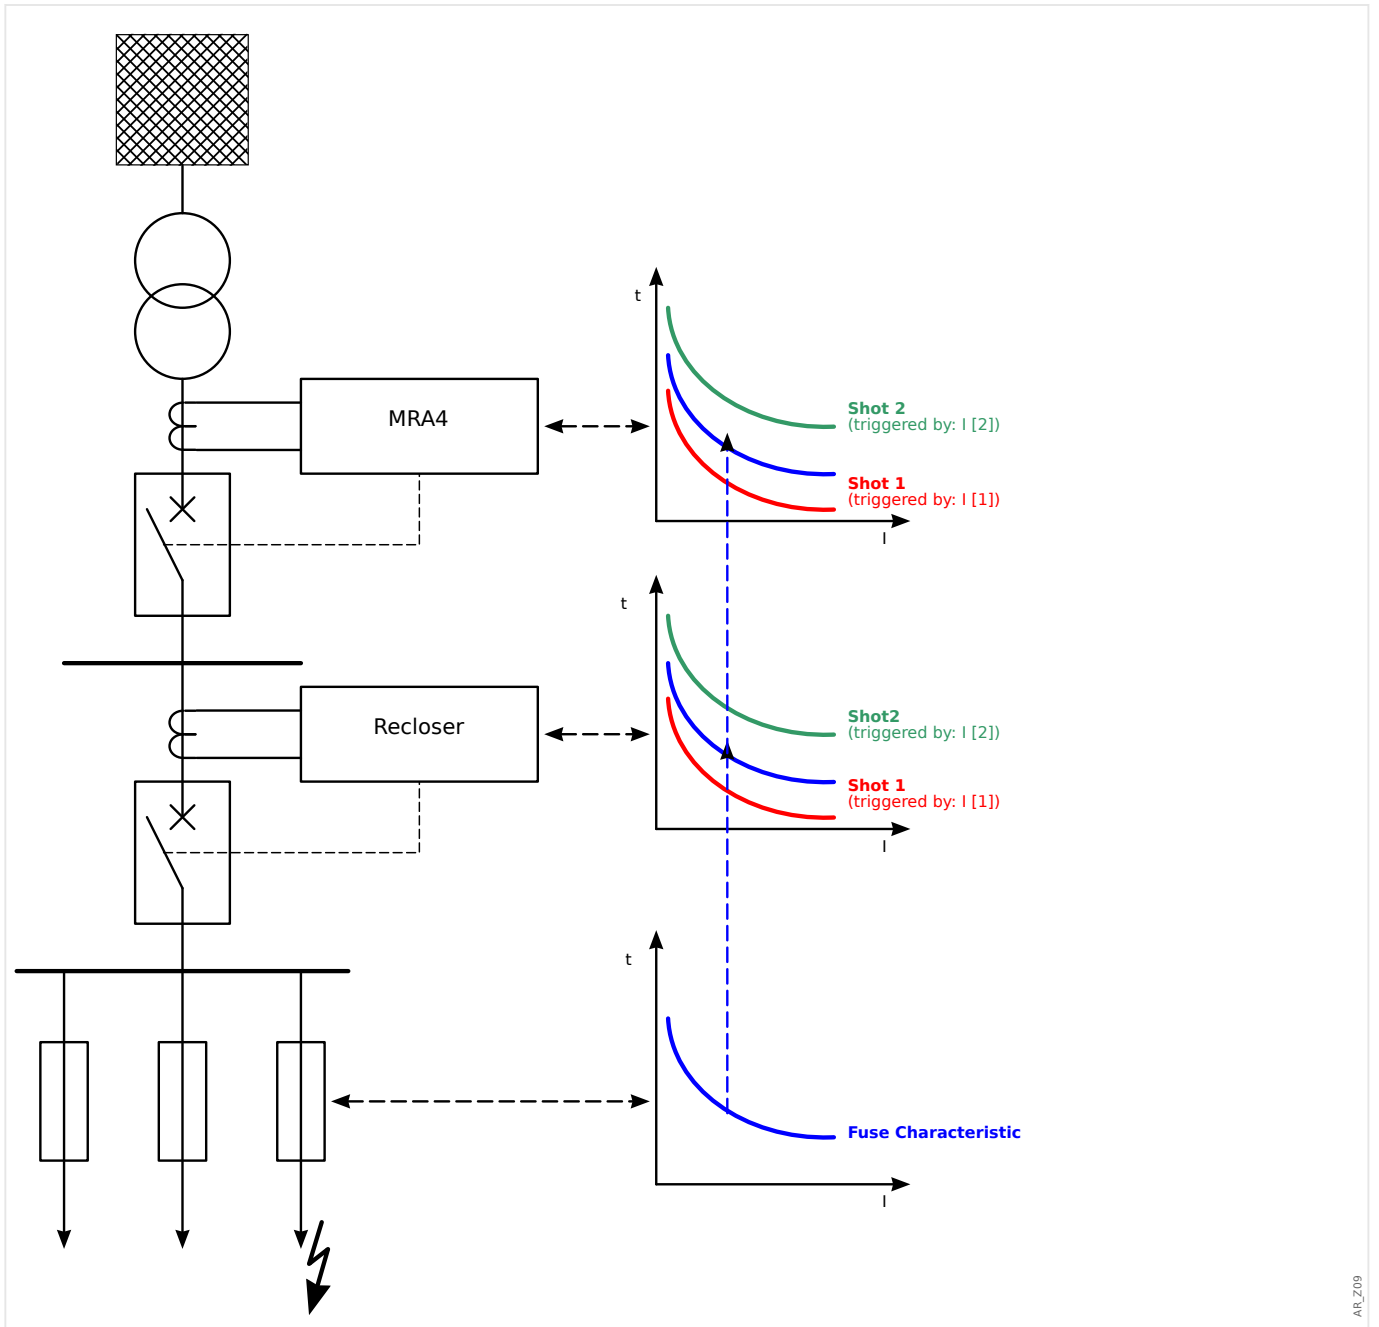 t
MRA4
Shot 2
(triggered by: I [2])
Shot 1
(triggered by: I [1])
I
t
Recloser
Shot2
(triggered by: I [2])
Shot 1
(triggered by: I [1])
I
t
Fuse Characteristic
I
AR_Z09